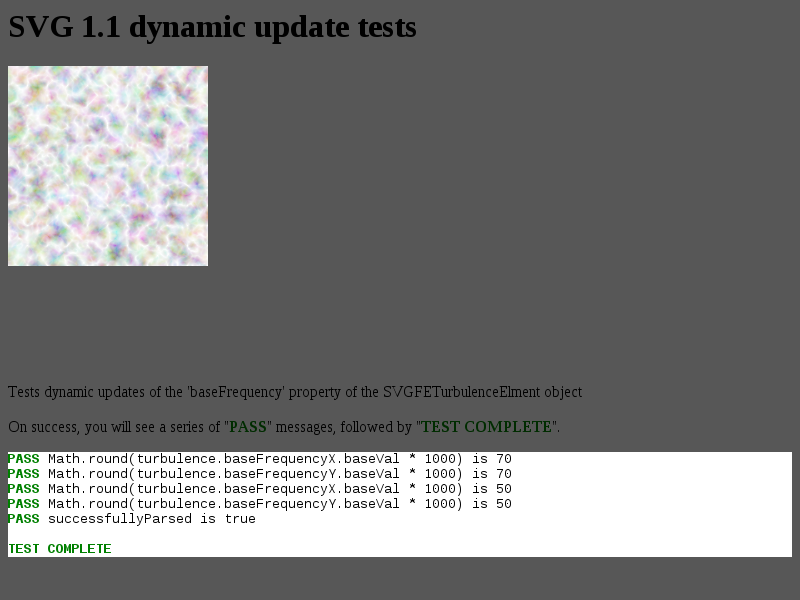 SVG 1.1 dynamic update tests
Tests dynamic updates of the 'baseFrequency' property of the SVGFETurbulenceElment object
On success, you will see a series of "PASS" messages, followed by "TEST COMPLETE".
PASS Math.round(turbulence.baseFrequencyX.baseVal * 1000) is 70
PASS Math.round(turbulence.baseFrequencyY.baseVal * 1000) is 70
PASS Math.round(turbulence.baseFrequencyX.baseVal * 1000) is 50
PASS Math.round(turbulence.baseFrequencyY.baseVal * 1000) is 50
PASS successfullyParsed is true
TEST COMPLETE